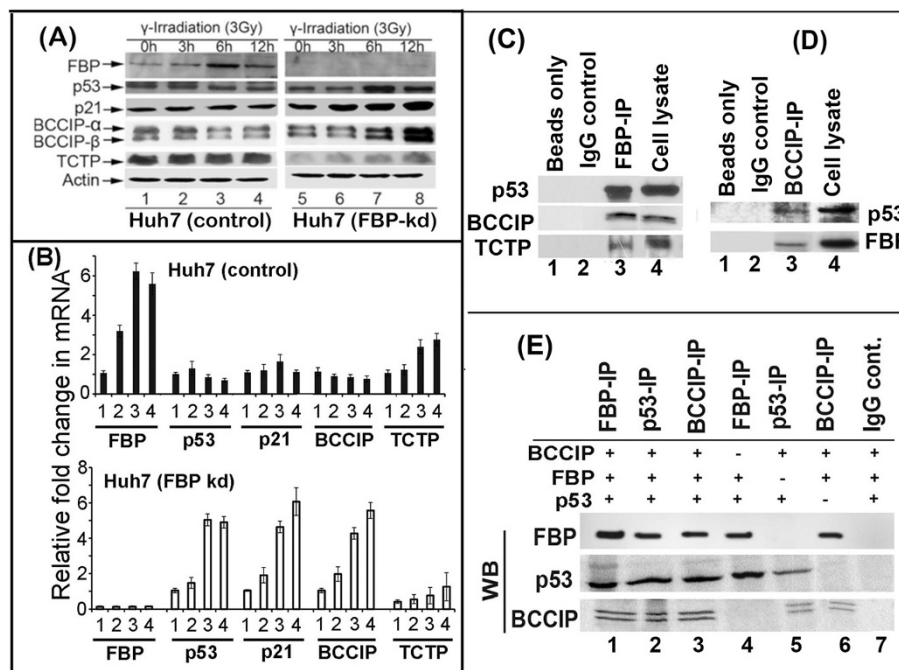 (A)
γ-Irradiation (3Gy) γ-Irradiation (3Gy)
0h 3h 6h 12h 0h 3h 6h 12h
FBP
p53
p21
BCCIP-α
BCCIP-β
TCTP
Actin
1 2 3 4 5 6 7 8
Huh7 (control) Huh7 (FBP-kd)
(B)
Relative fold change in mRNA
Huh7 (control)
6
4
2
0
1 2 3 4 1 2 3 4 1 2 3 4 1 2 3 4 1 2 3 4
FBP p53 p21 BCCIP TCTP
Huh7 (FBP kd)
8
6
4
2
0
1 2 3 4 1 2 3 4 1 2 3 4 1 2 3 4 1 2 3 4
FBP p53 p21 BCCIP TCTP
(C)
Beads only
IgG control
FBP-IP
Cell lysate
p53
BCCIP
TCTP
1 2 3 4
(D)
Beads only
IgG control
BCCIP-IP
Cell lysate
p53
FBP
1 2 3 4
(E)
FBP-IP
p53-IP
BCCIP-IP
FBP-IP
p53-IP
BCCIP-IP
IgG cont.
BCCIP + + + - + + +
FBP + + + + - + +
p53 + + + + + - +
WB
FBP
p53
BCCIP
1 2 3 4 5 6 7